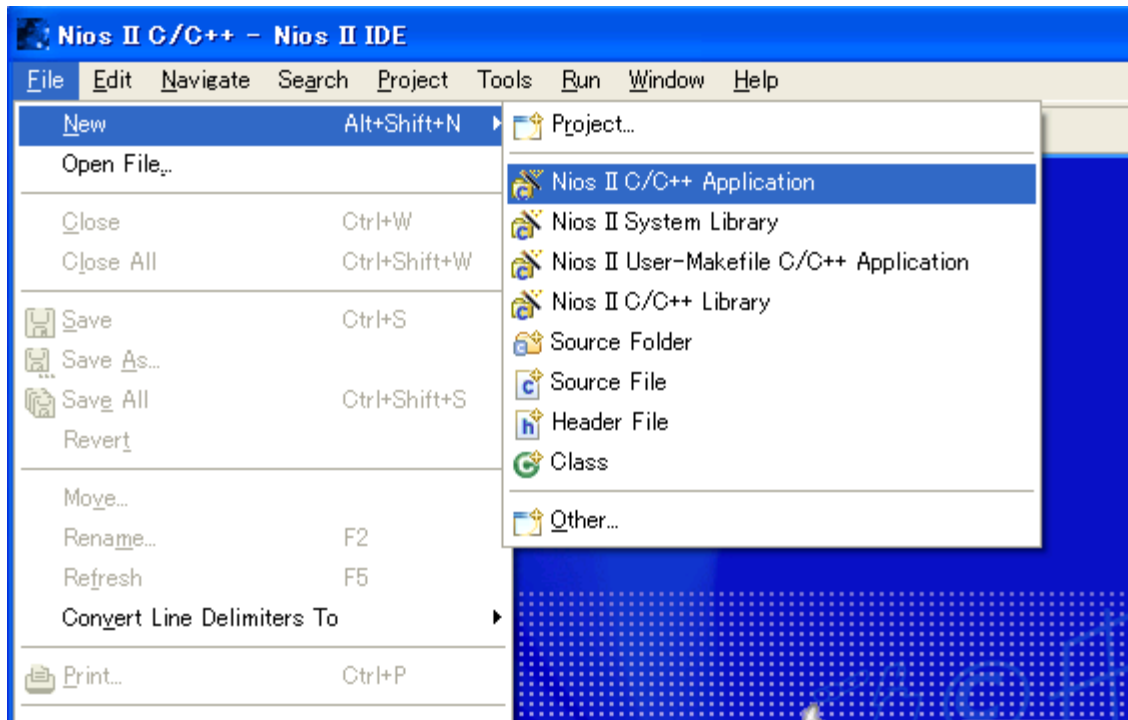 Nios II C/C++ - Nios II IDE
File Edit Navigate Search Project Tools Run Window Help
New Alt+Shift+N
Open File...
Close Ctrl+W
Close All Ctrl+Shift+W
Save Ctrl+S
Save As...
Save All Ctrl+Shift+S
Revert
Move...
Rename... F2
Refresh F5
Convert Line Delimiters To
Print... Ctrl+P
Project...
Nios II C/C++ Application
Nios II System Library
Nios II User-Makefile C/C++ Application
Nios II C/C++ Library
Source Folder
Source File
Header File
Class
Other...